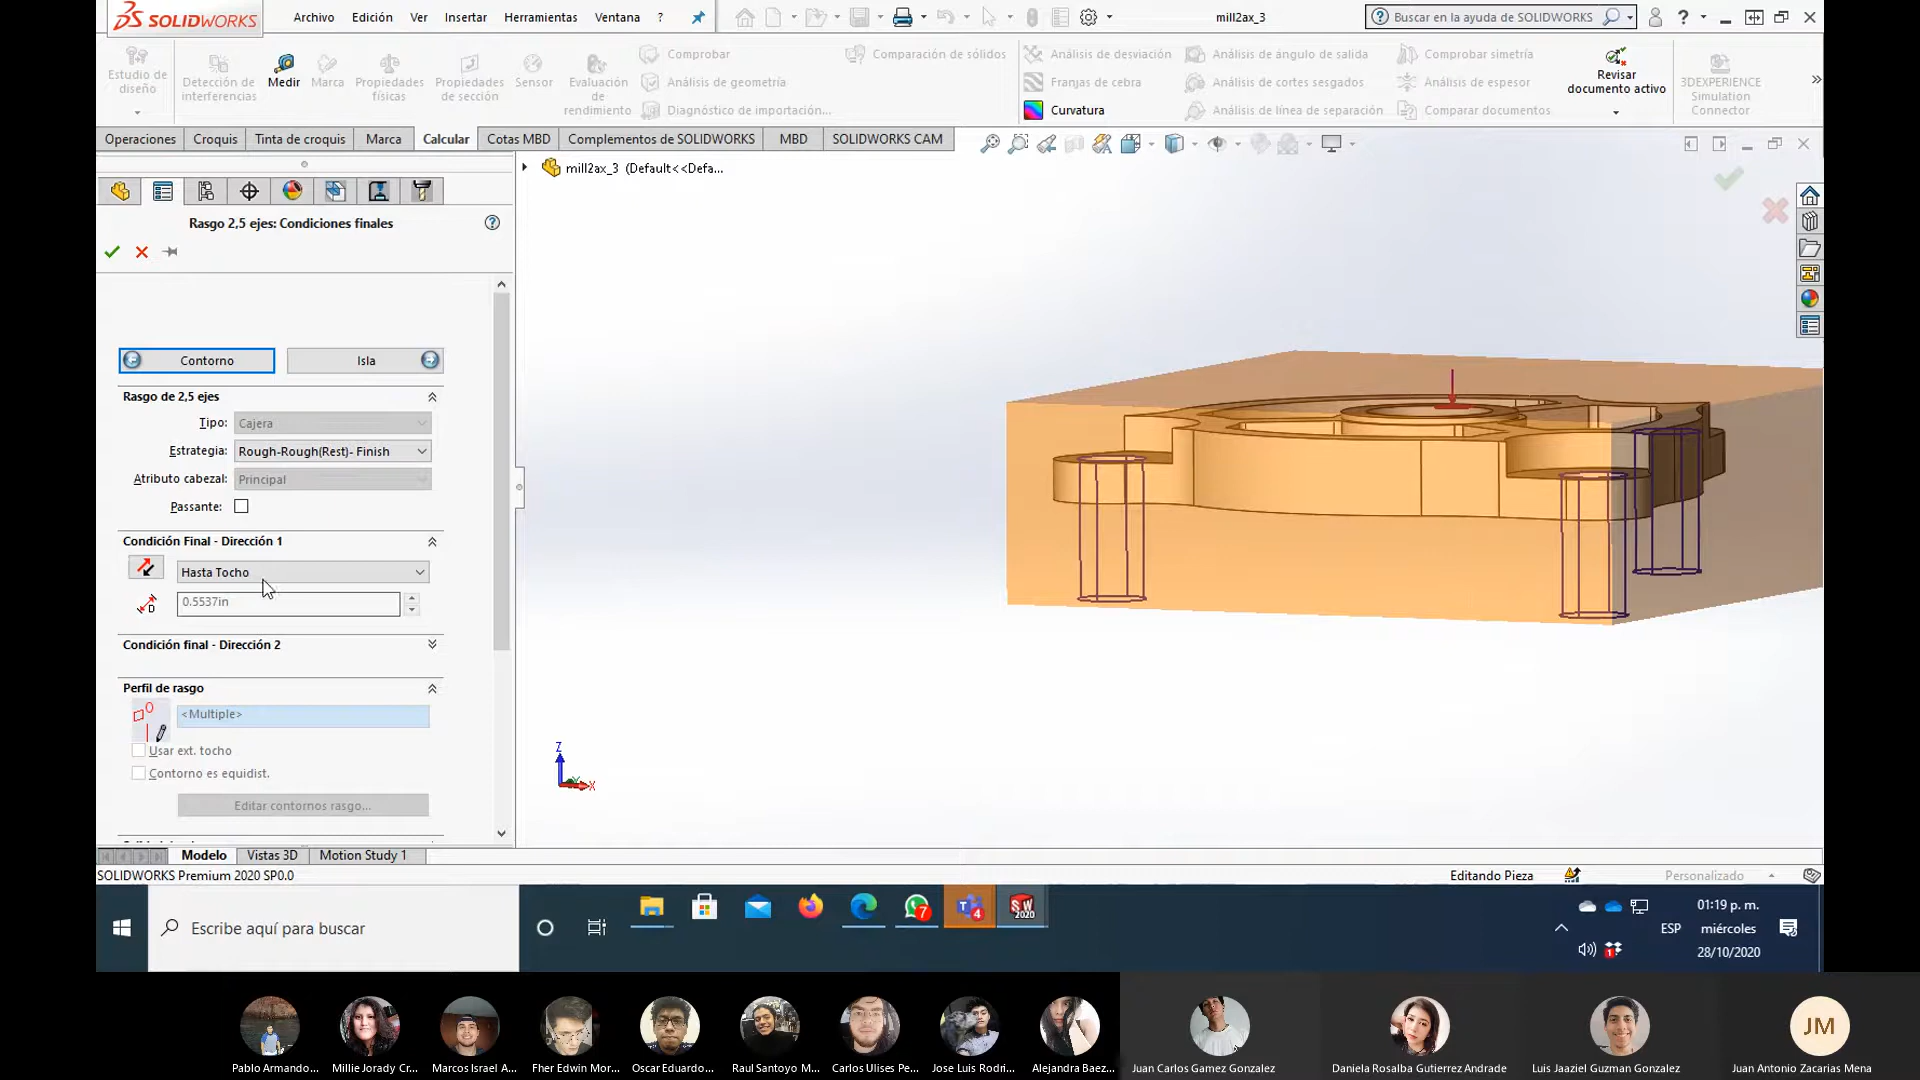 SOLIDWORKS
Archivo Edición Ver Insertar Herramientas Ventana ?
mill2ax_3
Buscar en la ayuda de SOLIDWORKS
?
Estudio de diseño
Detección de interferencias
Medir
Marca
Propiedades físicas
Propiedades de sección
Sensor
Evaluación de rendimiento
Comprobar
Análisis de geometría
Diagnóstico de importación...
Comparación de sólidos
Análisis de desviación
Franjas de cebra
Curvatura
Análisis de ángulo de salida
Análisis de cortes sesgados
Análisis de línea de separación
Comprobar simetría
Análisis de espesor
Comparar documentos
Revisar documento activo
3DEXPERIENCE Simulation Connector
Operaciones Croquis Tinta de croquis Marca Calcular Cotas MBD Complementos de SOLIDWORKS MBD SOLIDWORKS CAM
mill2ax_3 (Default<<Defa...
Rasgo 2,5 ejes: Condiciones finales
Contorno Isla
Rasgo de 2,5 ejes
Tipo: Cajera
Estrategia: Rough-Rough(Rest)- Finish
Atributo cabezal: Principal
Passante:
Condición Final - Dirección 1
Hasta Tocho
0.5537in
Condición final - Dirección 2
Perfil de rasgo
<Multiple>
Usar ext. tocho
Contorno es equidist.
Editar contornos rasgo...
Z
X
Modelo Vistas 3D Motion Study 1
SOLIDWORKS Premium 2020 SP0.0
Editando Pieza
Personalizado
Escribe aquí para buscar
7
4
SW 2020
ESP
01:19 p. m.
miércoles
28/10/2020
1
JM
Pablo Armando... Millie Jorady Cr... Marcos Israel A... Fher Edwin Mor... Oscar Eduardo... Raul Santoyo M... Carlos Ulises Pe... Jose Luis Rodri... Alejandra Baez... Juan Carlos Gamez Gonzalez Daniela Rosalba Gutierrez Andrade Luis Jaaziel Guzman Gonzalez Juan Antonio Zacarias Mena